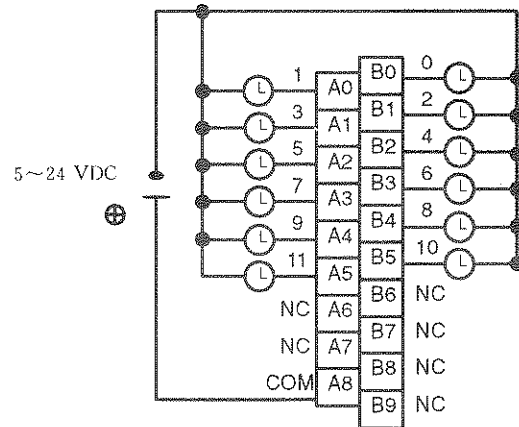 B0 0 L
L 1 A0
B1 2 L
L 3 A1
B2 4 L
L 5 A2
5~24 VDC
B3 6 L
L 7 A3
B4 8 L
L 9 A4
B5 10 L
L 11 A5
B6 NC
NC A6
B7 NC
NC A7
B8 NC
COM A8
B9 NC